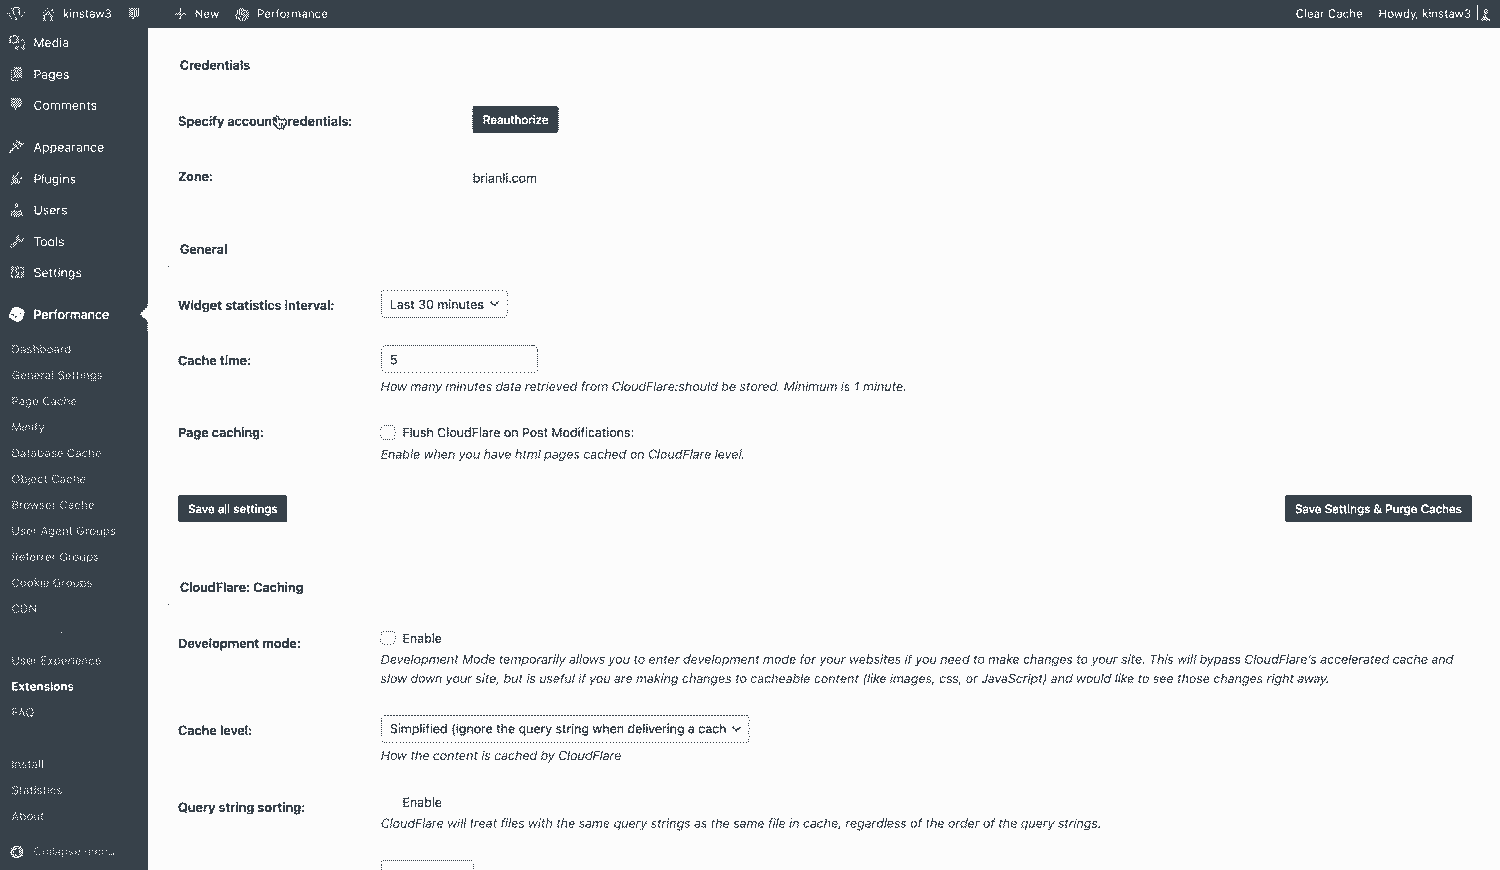 kinstaw3
New
Performance
Clear Cache
Howdy, kinstaw3
Media
Pages
Comments
Appearance
Plugins
Users
Tools
Settings
Performance
Dashboard
General Settings
Page Cache
Minify
Database Cache
Object Cache
Browser Cache
User Agent Groups
Referrer Groups
Cookie Groups
CDN
User Experience
Extensions
FAQ
Install
Statistics
About
Collapse menu
Credentials
Specify account credentials:
Reauthorize
Zone:
brianli.com
General
Widget statistics interval:
Last 30 minutes
Cache time:
5
How many minutes data retrieved from CloudFlare:should be stored. Minimum is 1 minute.
Page caching:
Flush CloudFlare on Post Modifications:
Enable when you have html pages cached on CloudFlare level.
Save all settings
Save Settings & Purge Caches
CloudFlare: Caching
Development mode:
Enable
Development Mode temporarily allows you to enter development mode for your websites if you need to make changes to your site. This will bypass CloudFlare's accelerated cache and
slow down your site, but is useful if you are making changes to cacheable content (like images, css, or JavaScript) and would like to see those changes right away.
Cache level:
Simplified (ignore the query string when delivering a cach
How the content is cached by CloudFlare
Query string sorting:
Enable
CloudFlare will treat files with the same query strings as the same file in cache, regardless of the order of the query strings.